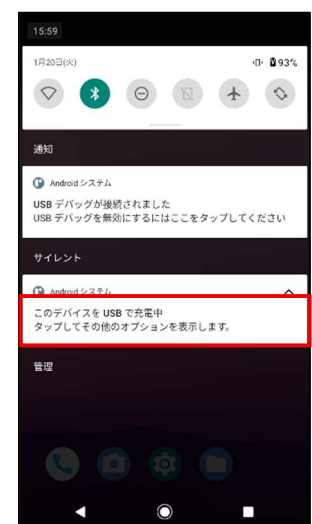 15:59
1月20日(火)
93%
通知
Android システム
USB デバッグが接続されました
USB デバッグを無効にするにはここをタップしてください
サイレント
Android システム
このデバイスを USB で充電中
タップしてその他のオプションを表示します。
管理